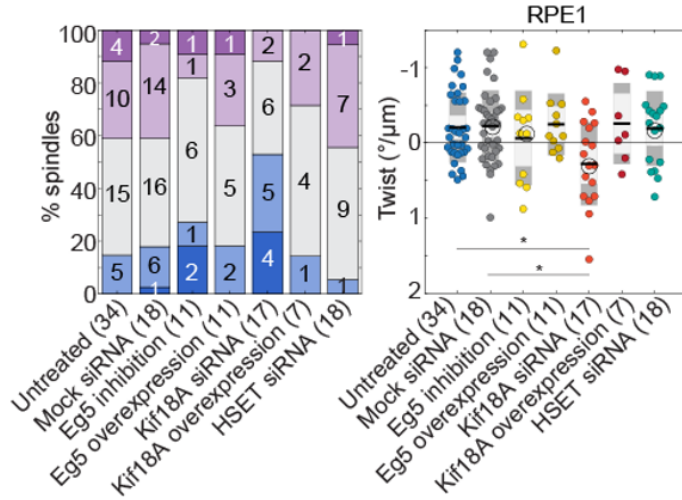 RPE1
% spindles
100
80
60
40
20
0
4
10
15
5
2
14
16
6
1
1
1
6
1
2
1
3
5
2
2
6
5
4
2
4
1
1
7
9
1
Untreated (34)
Mock siRNA (18)
Eg5 inhibition (11)
Eg5 overexpression (11)
Kif18A siRNA (17)
Kif18A overexpression (7)
HSET siRNA (18)
Twist (°/μm)
-1
0
1
2
*
*
Untreated (34)
Mock siRNA (18)
Eg5 inhibition (11)
Eg5 overexpression (11)
Kif18A siRNA (17)
Kif18A overexpression (7)
HSET siRNA (18)